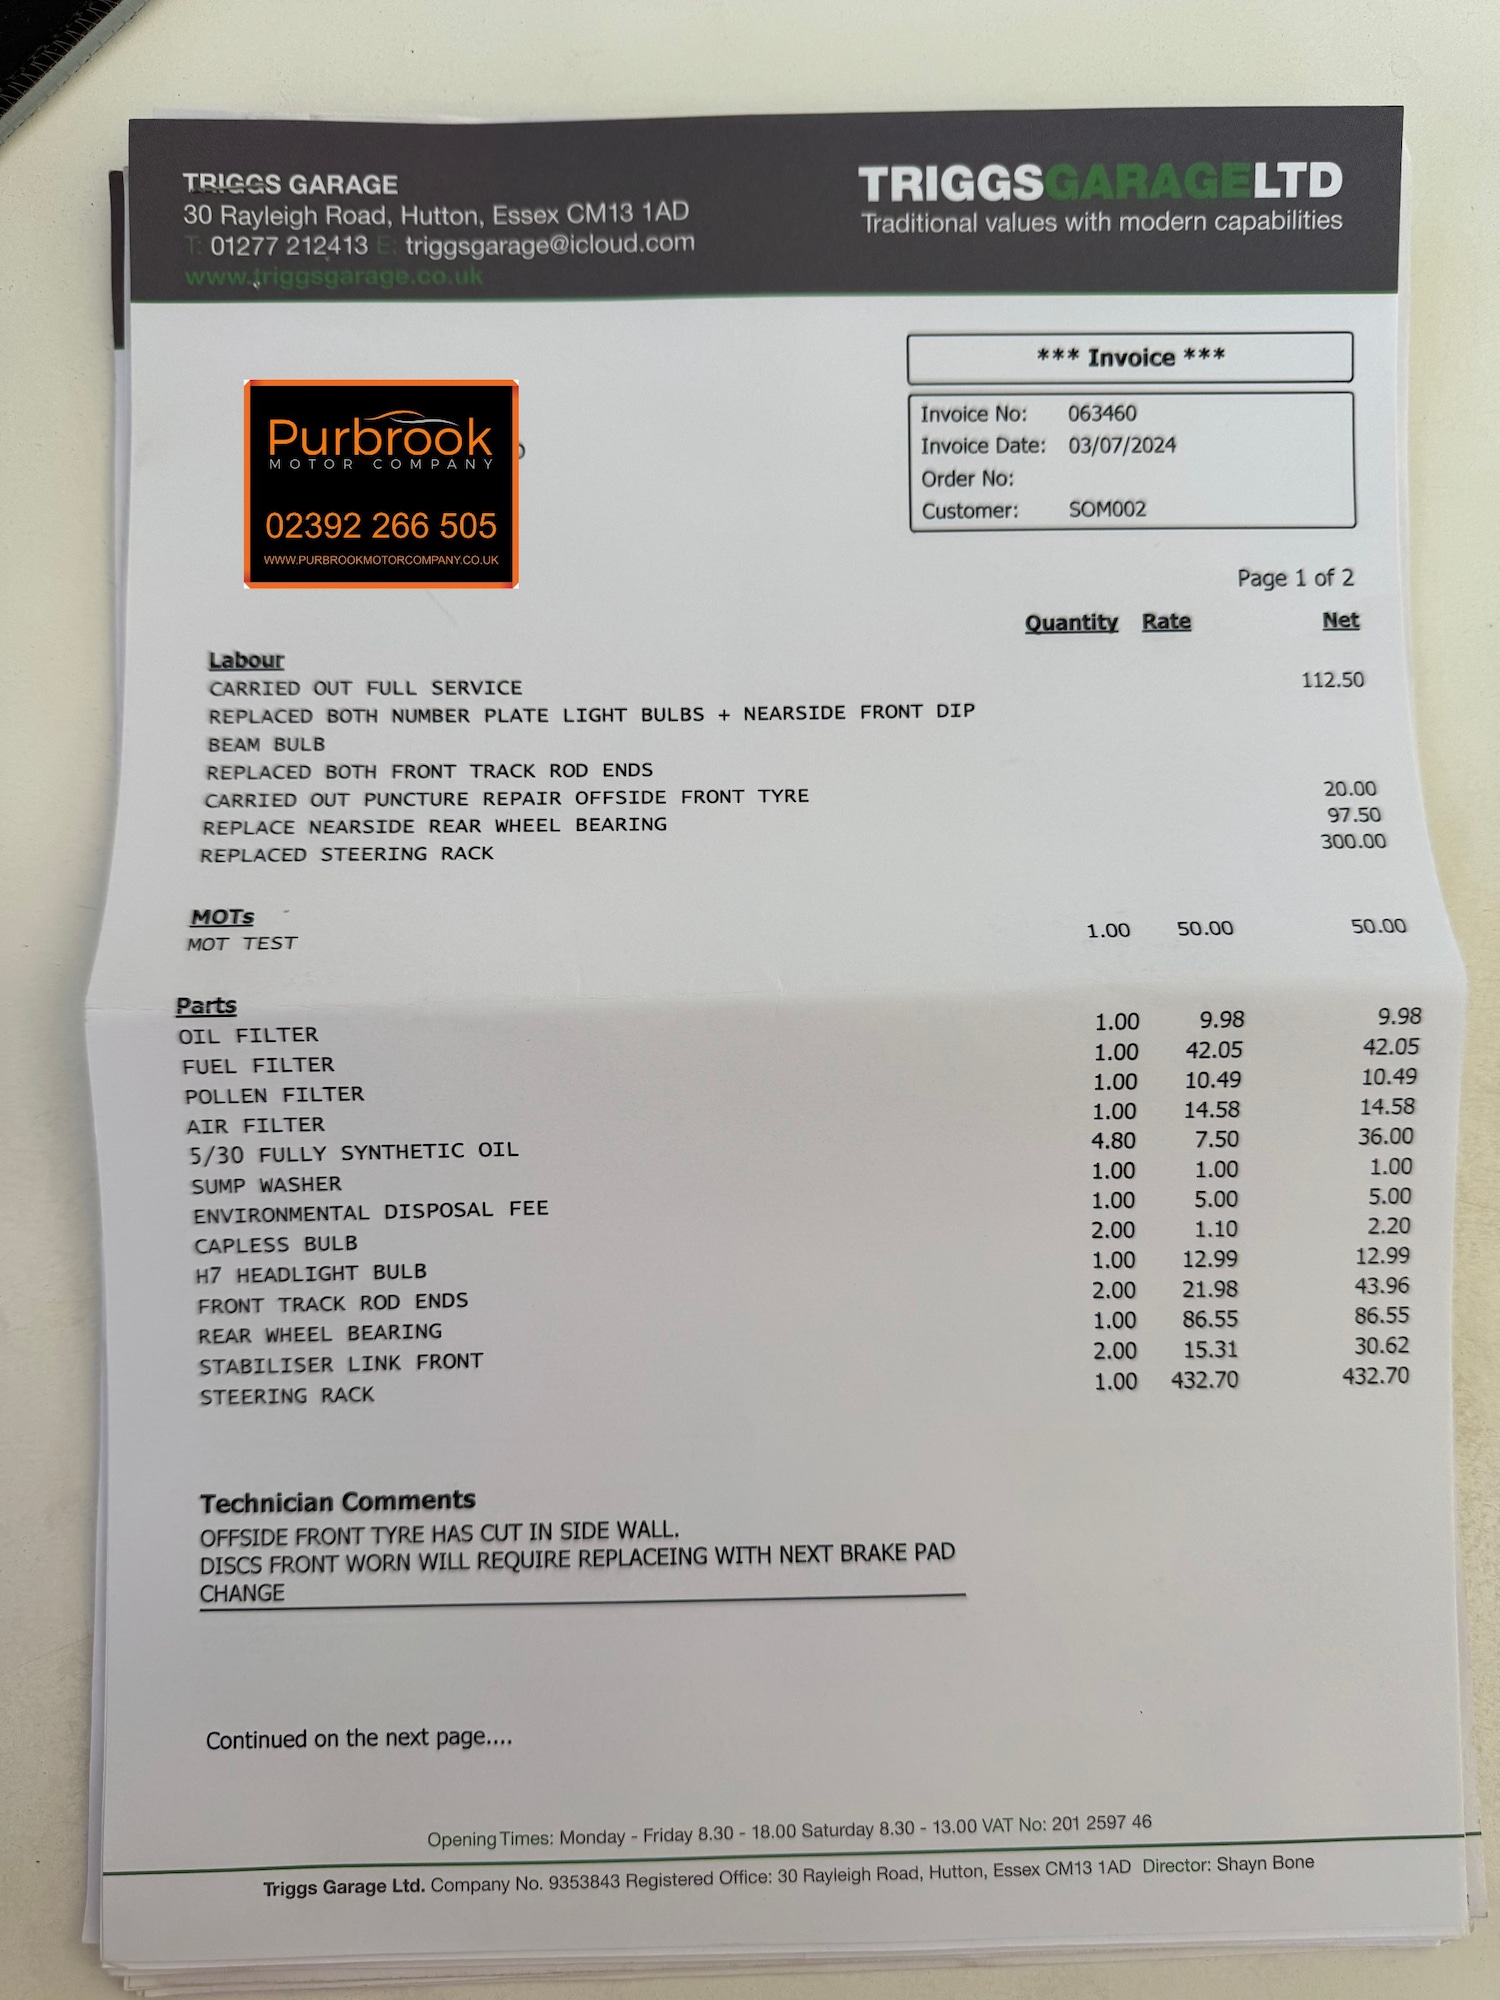 TRIGGS GARAGE
30 Rayleigh Road, Hutton, Essex CM13 1AD
T: 01277 212413 E: triggsgarage@icloud.com
www.triggsgarage.co.uk
TRIGGSGARAGELTD
Traditional values with modern capabilities
*** Invoice ***
Invoice No: 063460
Invoice Date: 03/07/2024
Order No:
Customer: SOM002
Purbrook
MOTOR COMPANY
02392 266 505
WWW.PURBROOKMOTORCOMPANY.CO.UK
Page 1 of 2
Quantity Rate Net
Labour
CARRIED OUT FULL SERVICE 112.50
REPLACED BOTH NUMBER PLATE LIGHT BULBS + NEARSIDE FRONT DIP
BEAM BULB
REPLACED BOTH FRONT TRACK ROD ENDS
CARRIED OUT PUNCTURE REPAIR OFFSIDE FRONT TYRE 20.00
REPLACE NEARSIDE REAR WHEEL BEARING 97.50
REPLACED STEERING RACK 300.00
MOTs
MOT TEST 1.00 50.00 50.00
Parts
OIL FILTER 1.00 9.98 9.98
FUEL FILTER 1.00 42.05 42.05
POLLEN FILTER 1.00 10.49 10.49
AIR FILTER 1.00 14.58 14.58
5/30 FULLY SYNTHETIC OIL 4.80 7.50 36.00
SUMP WASHER 1.00 1.00 1.00
ENVIRONMENTAL DISPOSAL FEE 1.00 5.00 5.00
CAPLESS BULB 2.00 1.10 2.20
H7 HEADLIGHT BULB 1.00 12.99 12.99
FRONT TRACK ROD ENDS 2.00 21.98 43.96
REAR WHEEL BEARING 1.00 86.55 86.55
STABILISER LINK FRONT 2.00 15.31 30.62
STEERING RACK 1.00 432.70 432.70
Technician Comments
OFFSIDE FRONT TYRE HAS CUT IN SIDE WALL.
DISCS FRONT WORN WILL REQUIRE REPLACEING WITH NEXT BRAKE PAD
CHANGE
Continued on the next page....
Opening Times: Monday - Friday 8.30 - 18.00 Saturday 8.30 - 13.00 VAT No: 201 2597 46
Triggs Garage Ltd. Company No. 9353843 Registered Office: 30 Rayleigh Road, Hutton, Essex CM13 1AD Director: Shayn Bone